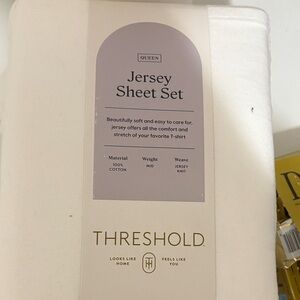 QUEEN
Jersey
Sheet Set
Beautifully soft and easy to care for,
jersey offers all the comfort and
stretch of your favorite T-shirt
Material Weight Weave
100% COTTON MID JERSEY KNIT
THRESHOLD
LOOKS LIKE HOME FEELS LIKE YOU
D